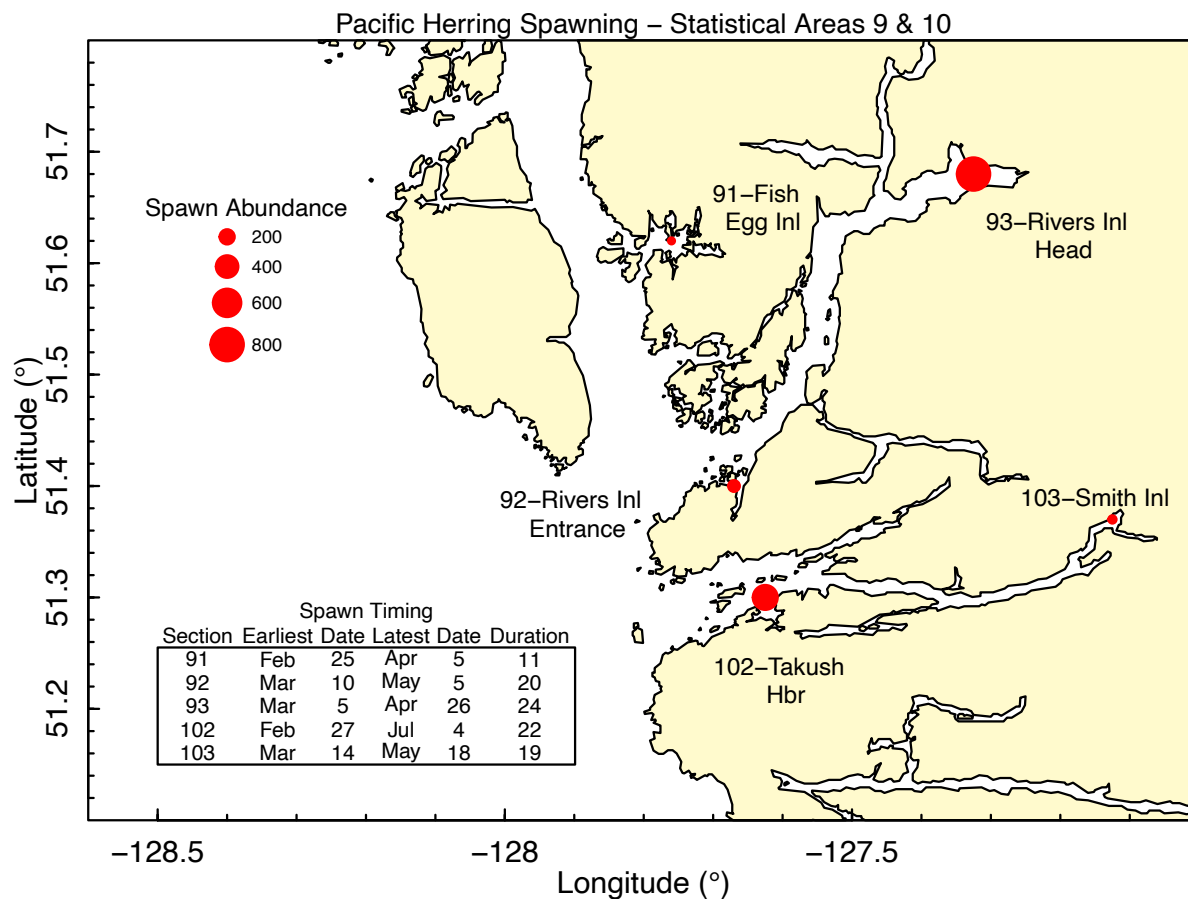 Pacific Herring Spawning − Statistical Areas 9 & 10
51.7
51.6
51.5
51.4
51.3
51.2
Latitude (°)
Spawn Abundance
200
400
600
800
91−Fish
Egg Inl
93−Rivers Inl
Head
92−Rivers Inl
Entrance
103−Smith Inl
102−Takush
Hbr
Spawn Timing
Section Earliest Date Latest Date Duration
91 Feb 25 Apr 5 11
92 Mar 10 May 5 20
93 Mar 5 Apr 26 24
102 Feb 27 Jul 4 22
103 Mar 14 May 18 19
−128.5 −128 −127.5
Longitude (°)